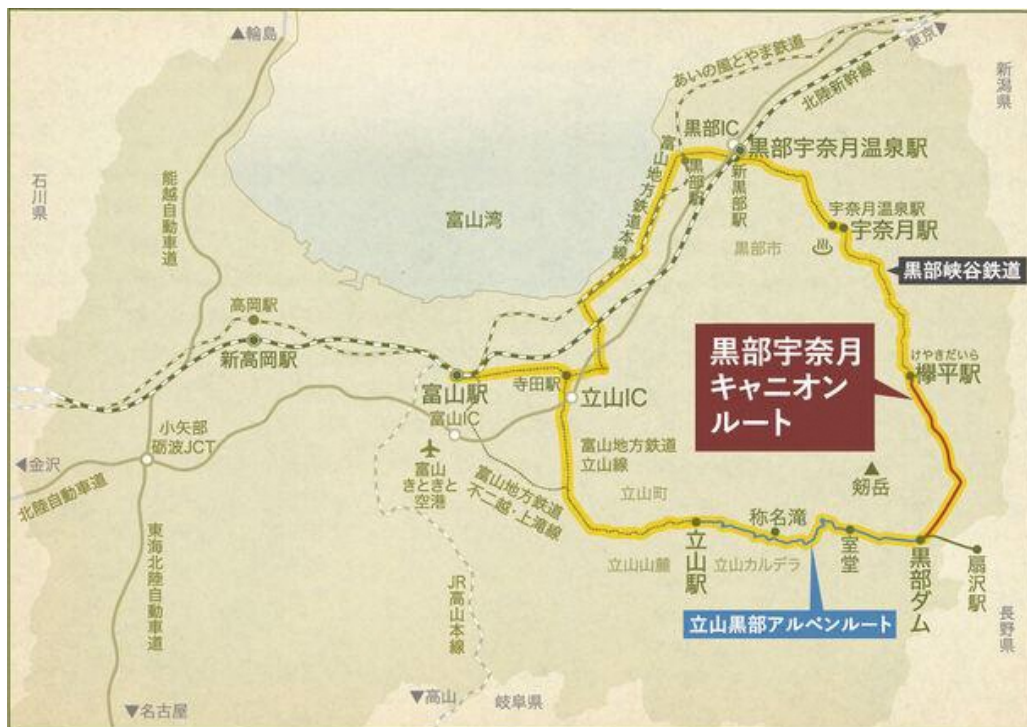 ▲輪島
東京▶
あいの風とやま鉄道
北陸新幹線
新潟県
石川県
能越自動車道
富山湾
富山地方鉄道本線
黒部駅
黒部IC
新黒部駅
黒部宇奈月温泉駅
宇奈月温泉駅
宇奈月駅
黒部市
黒部峡谷鉄道
高岡駅
新高岡駅
富山駅
寺田駅
立山IC
富山IC
黒部宇奈月
キャニオン
ルート
けやきだいら
欅平駅
小矢部
砺波JCT
◀金沢
北陸自動車道
富山
きときと
空港
富山地方鉄道
不二越・上滝線
富山地方鉄道
立山線
立山町
剱岳
称名滝
室堂
立山駅
立山山麓
立山カルデラ
黒部ダム
扇沢駅
東海北陸自動車道
JR高山本線
立山黒部アルペンルート
長野県
▼名古屋
▼高山
岐阜県